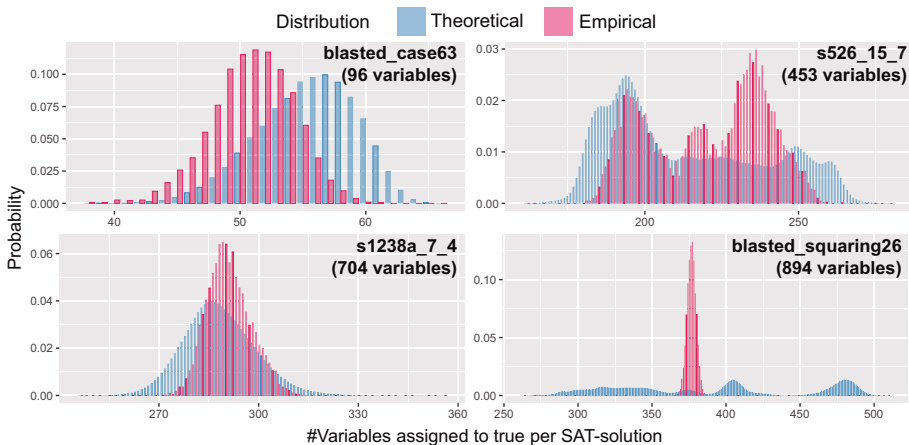 Distribution Theoretical Empirical
Probability
blasted_case63
(96 variables)
0.100
0.075
0.050
0.025
0.000
40 50 60
s526_15_7
(453 variables)
0.03
0.02
0.01
0.00
200 250
s1238a_7_4
(704 variables)
0.06
0.04
0.02
0.00
270 300 330 360
blasted_squaring26
(894 variables)
0.10
0.05
0.00
250 300 350 400 450 500
#Variables assigned to true per SAT-solution